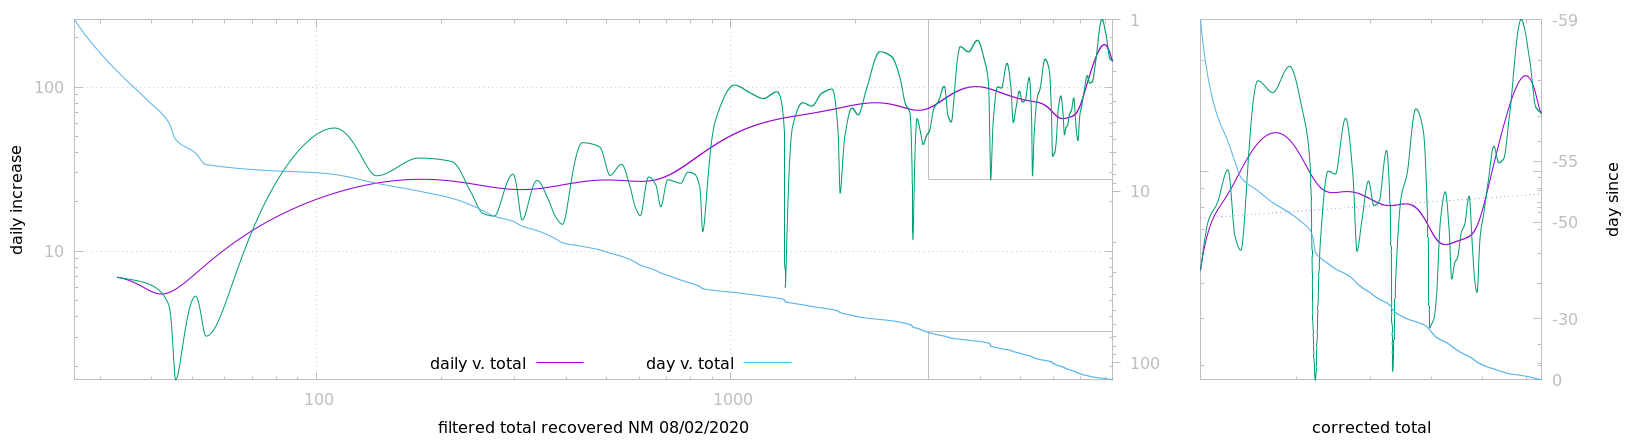 daily increase
100
10
daily v. total
day v. total
100
1000
filtered total recovered NM 08/02/2020
1
10
100
-59
-55
-50
-30
0
day since
corrected total